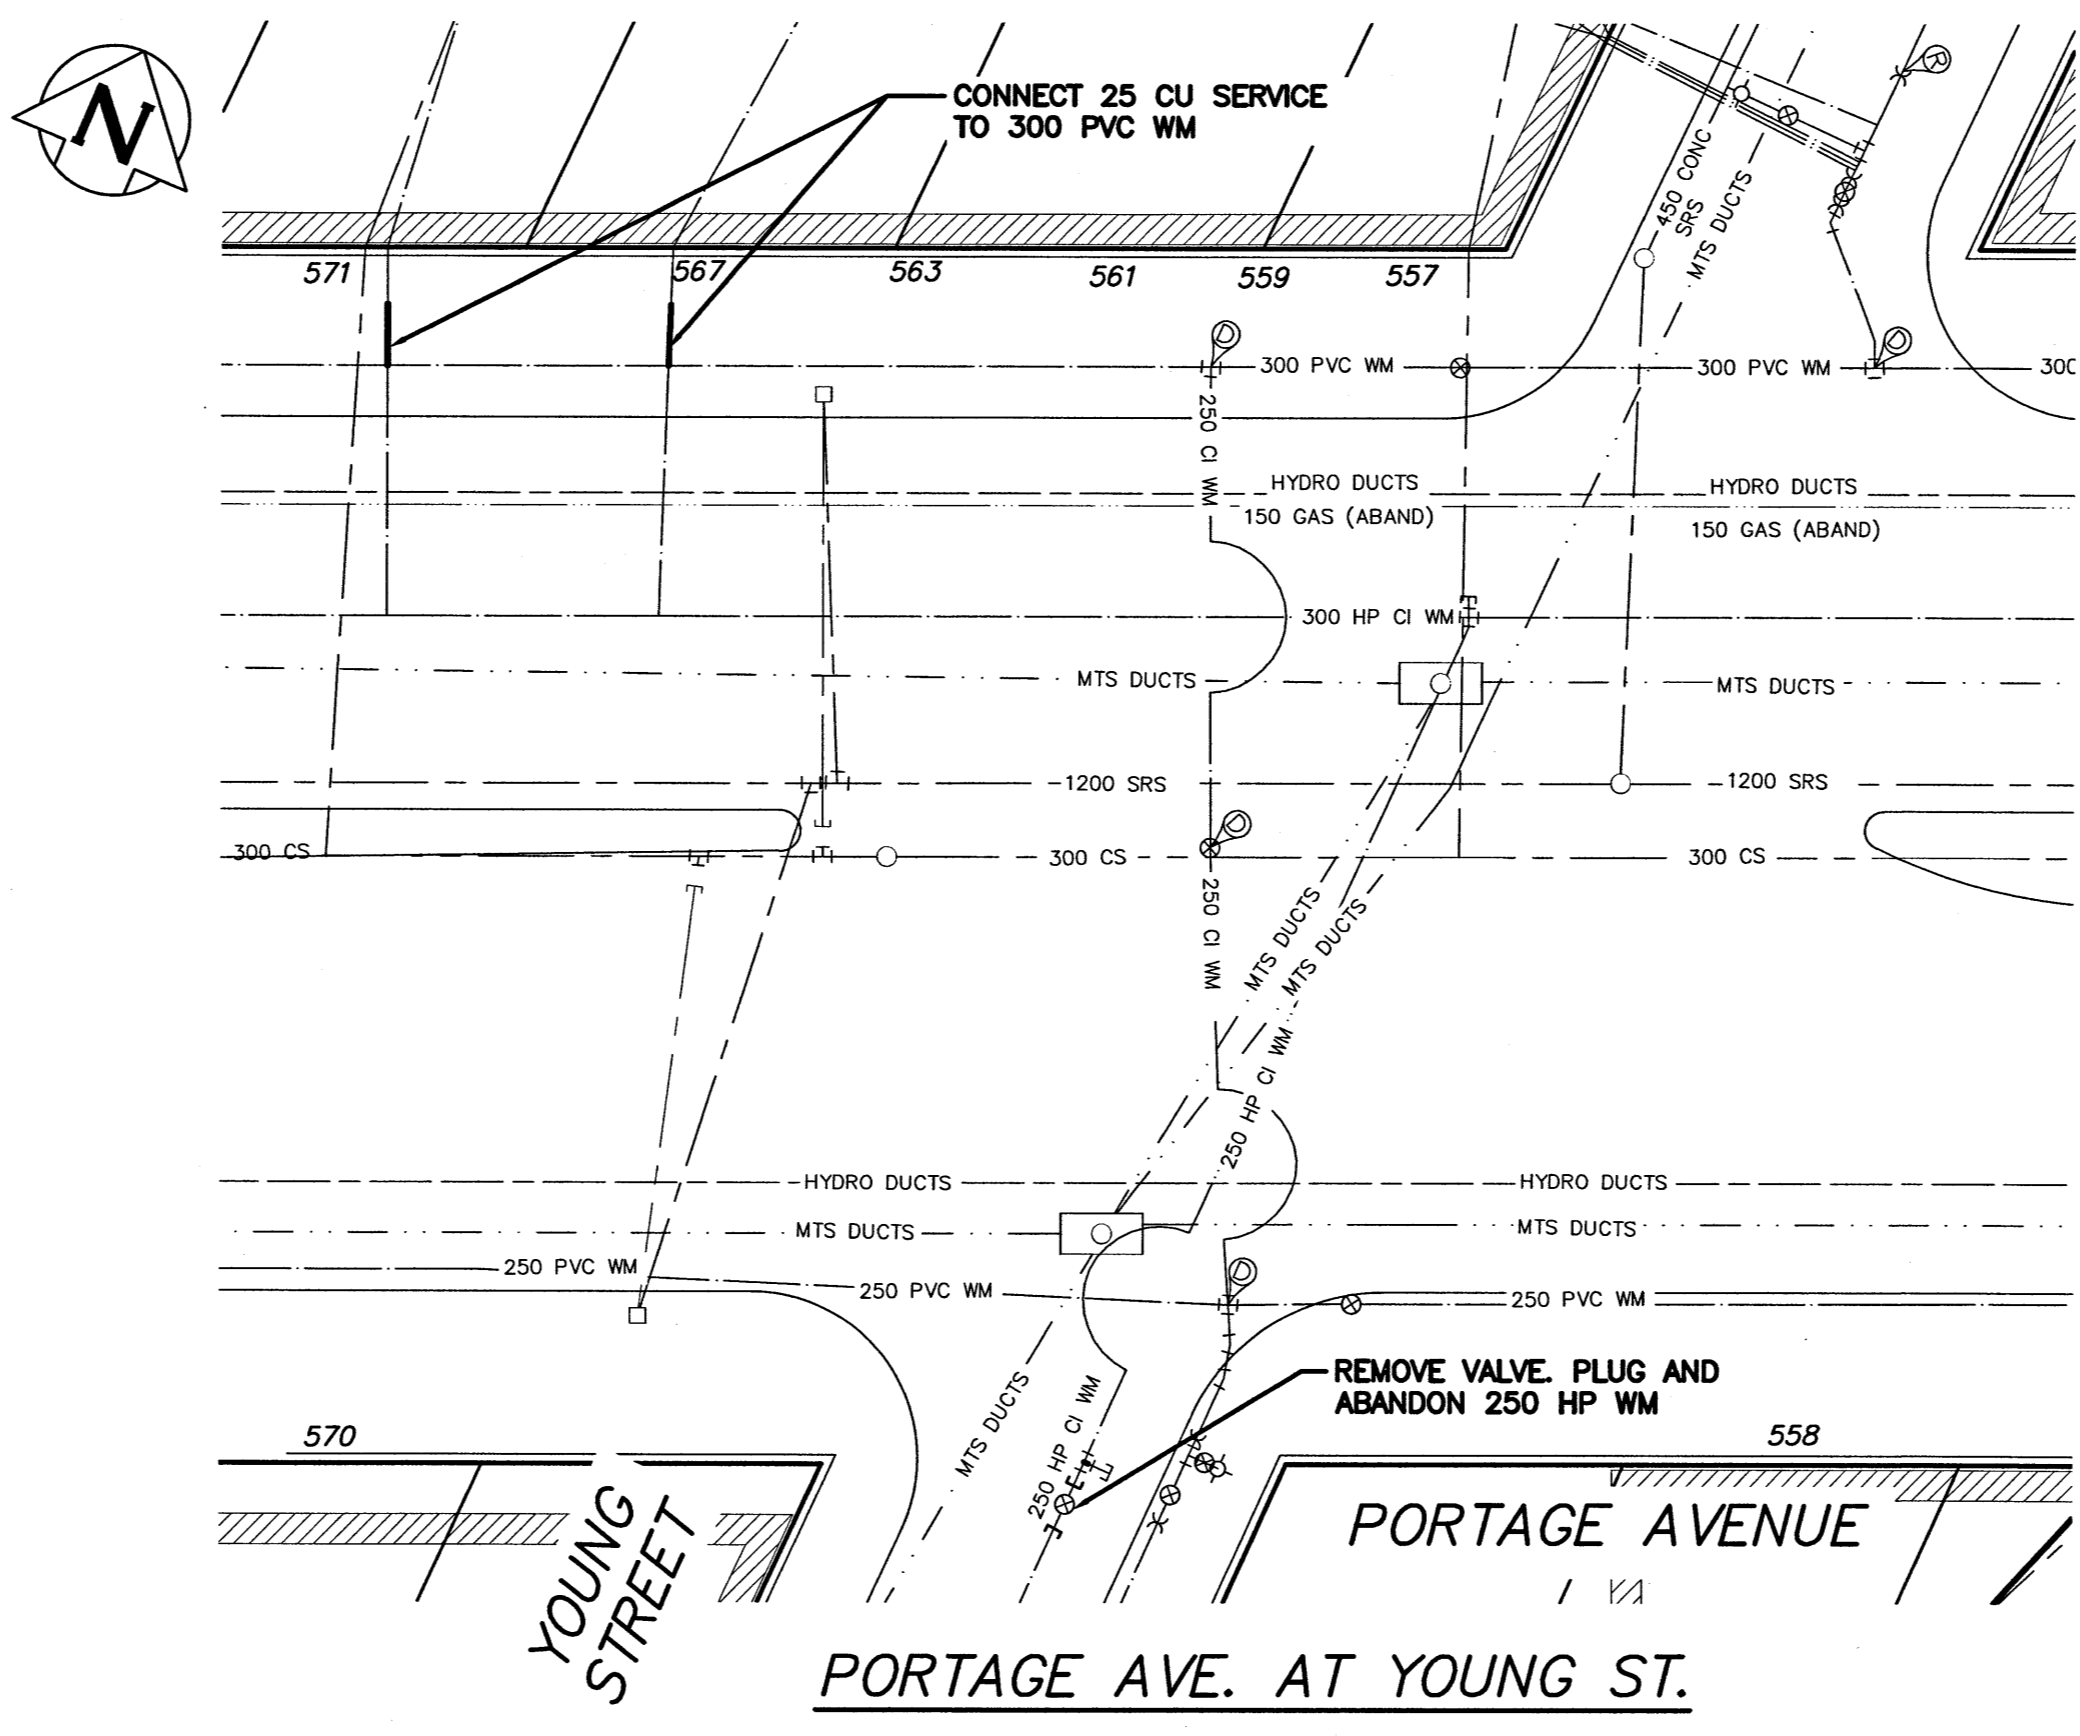 N
CONNECT 25 CU SERVICE
TO 300 PVC WM
R
450 CONC
SRS
MTS DUCTS
571
567
563
561
559
557
D
D
300 PVC WM
300 PVC WM
300
250 CI WM
HYDRO DUCTS
HYDRO DUCTS
150 GAS (ABAND)
150 GAS (ABAND)
300 HP CI WM
MTS DUCTS
MTS DUCTS
1200 SRS
1200 SRS
D
300 CS
300 CS
300 CS
250 CI WM
MTS DUCTS
MTS DUCTS
250 HP CI WM
HYDRO DUCTS
HYDRO DUCTS
MTS DUCTS
MTS DUCTS
250 PVC WM
250 PVC WM
D
250 PVC WM
MTS DUCTS
250 HP CI WM
REMOVE VALVE. PLUG AND
ABANDON 250 HP WM
570
558
YOUNG
STREET
PORTAGE AVENUE
PORTAGE AVE. AT YOUNG ST.